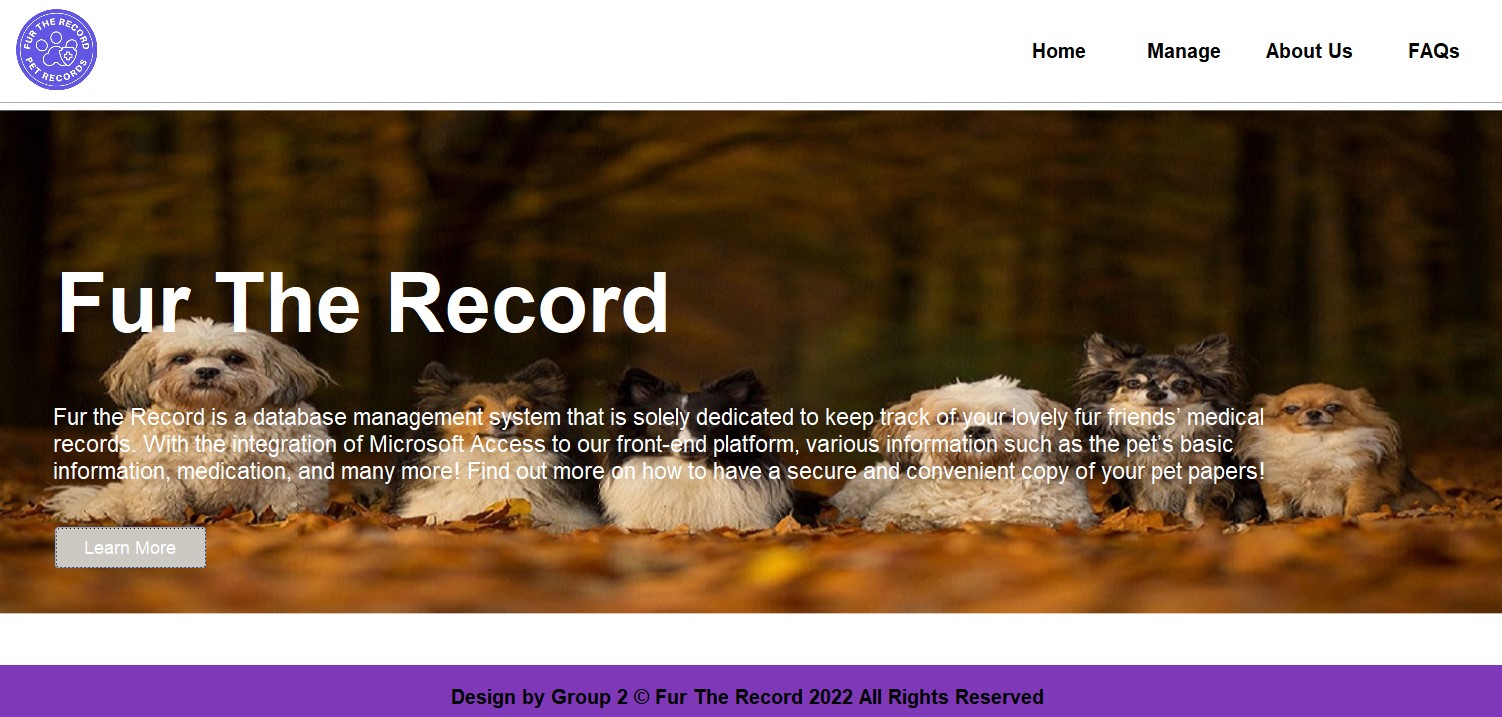 FUR THE RECORD
PET RECORDS
Home Manage About Us FAQs
Fur The Record
Fur the Record is a database management system that is solely dedicated to keep track of your lovely fur friends’ medical
records. With the integration of Microsoft Access to our front-end platform, various information such as the pet’s basic
information, medication, and many more! Find out more on how to have a secure and convenient copy of your pet papers!
Learn More
Design by Group 2 © Fur The Record 2022 All Rights Reserved